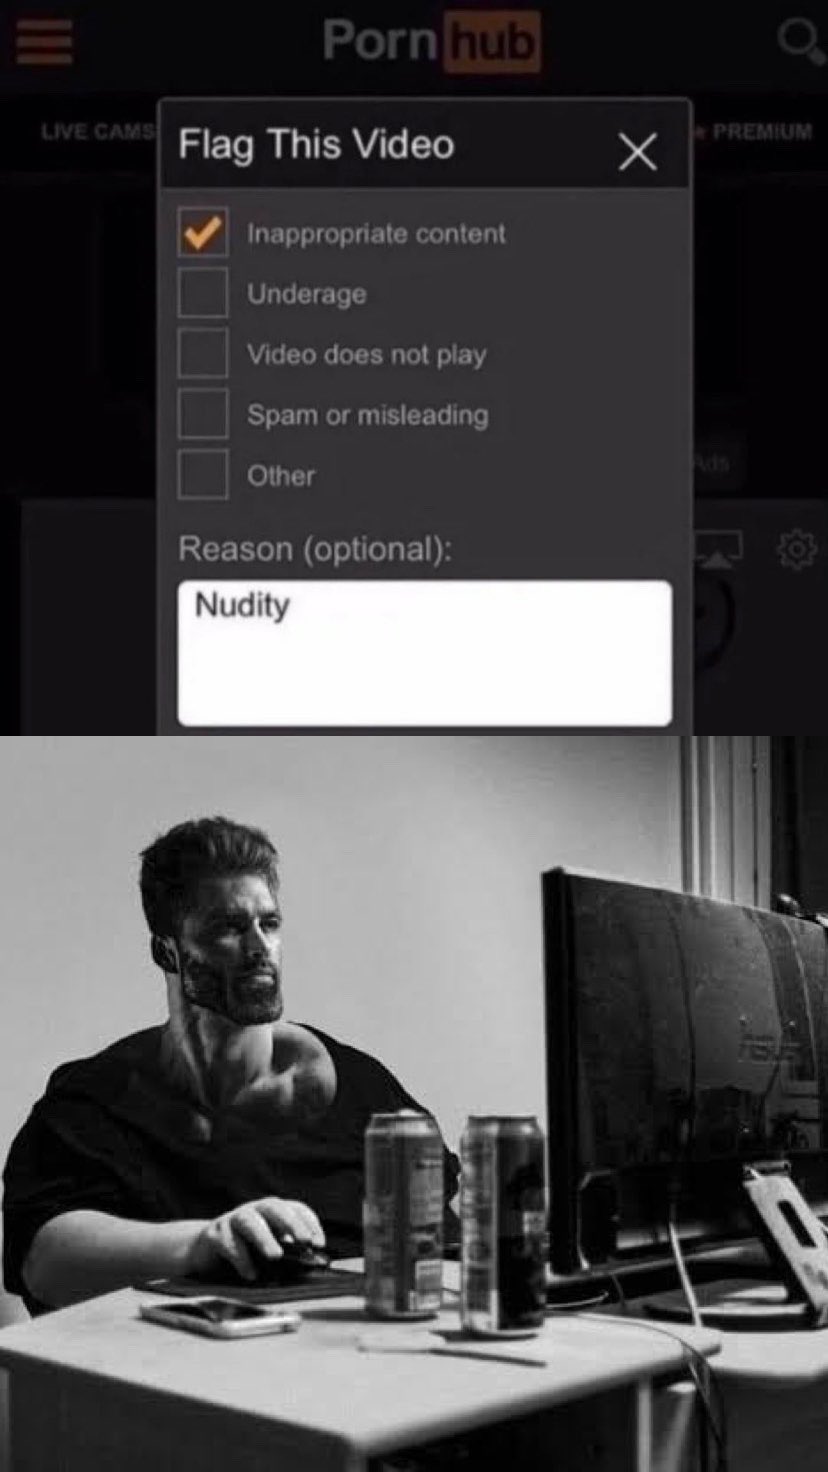 Pornhub
LIVE CAMS
PREMIUM
Flag This Video
Inappropriate content
Underage
Video does not play
Spam or misleading
Other
Ads
Reason (optional):
Nudity